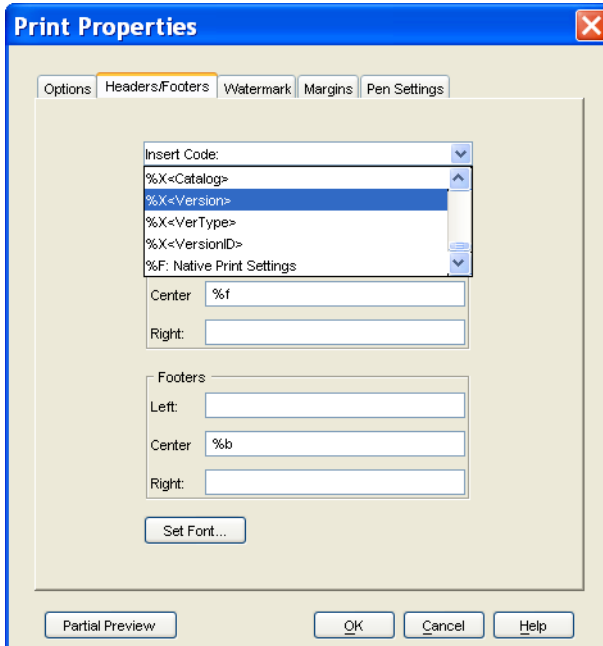 Print Properties
Options Headers/Footers Watermark Margins Pen Settings
Insert Code:
%X<Catalog>
%X<Version>
%X<VerType>
%X<VersionID>
%F: Native Print Settings
Center %f
Right:
Footers
Left:
Center %b
Right:
Set Font...
Partial Preview OK Cancel Help